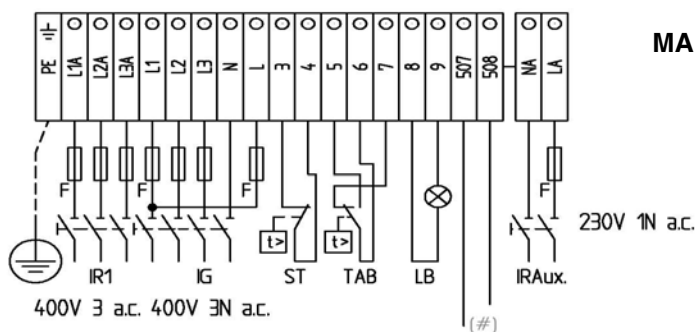 MA
PE L1A L2A L3A L1 L2 L3 N L 3 4 5 6 7 8 9 507 508 NA LA
F F F
t> t>
230V 1N a.c.
IR1 IG ST TAB LB IRAux.
400V 3 a.c. 400V 3N a.c.
(#)